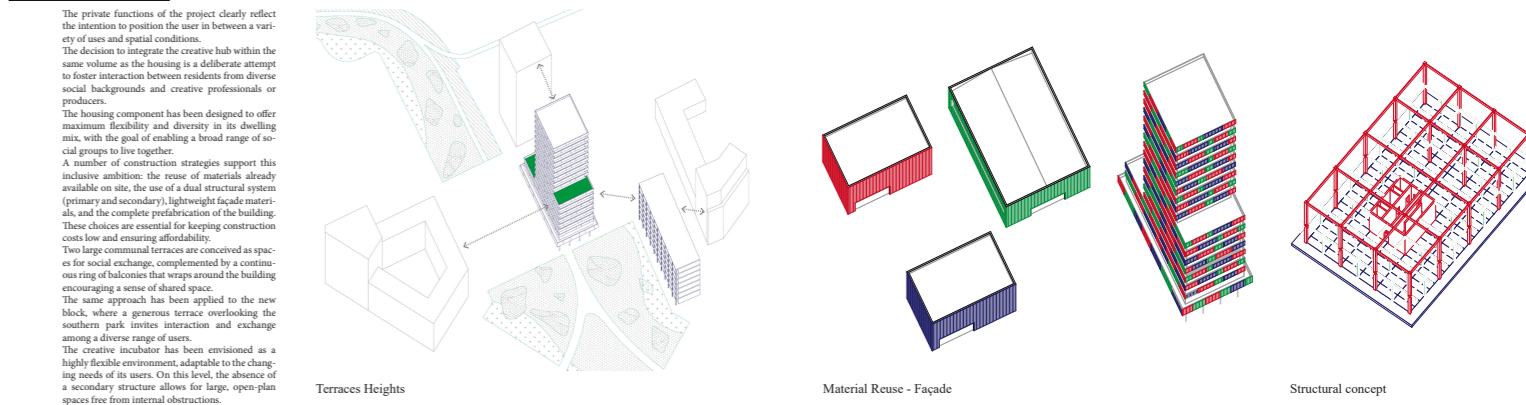 The private functions of the project clearly reflect
the intention to position the user in between a vari-
ety of uses and spatial conditions.
The decision to integrate the creative hub within the
same volume as the housing is a deliberate attempt
to foster interaction between residents from diverse
social backgrounds and creative professionals or
producers.
The housing component has been designed to offer
maximum flexibility and diversity in its dwelling
mix, with the goal of enabling a broad range of so-
cial groups to live together.
A number of construction strategies support this
inclusive ambition: the reuse of materials already
available on site, the use of a dual structural system
(primary and secondary), lightweight façade materi-
als, and the complete prefabrication of the building.
These choices are essential for keeping construction
costs low and ensuring affordability.
Two large communal terraces are conceived as spac-
es for social exchange, complemented by a continu-
ous ring of balconies that wraps around the building
encouraging a sense of shared space.
The same approach has been applied to the new
block, where a generous terrace overlooking the
southern park invites interaction and exchange
among a diverse range of users.
The creative incubator has been envisioned as a
highly flexible environment, adaptable to the chang-
ing needs of its users. On this level, the absence of
a secondary structure allows for large, open-plan
spaces free from internal obstructions.
Terraces Heights
Material Reuse - Façade
Structural concept